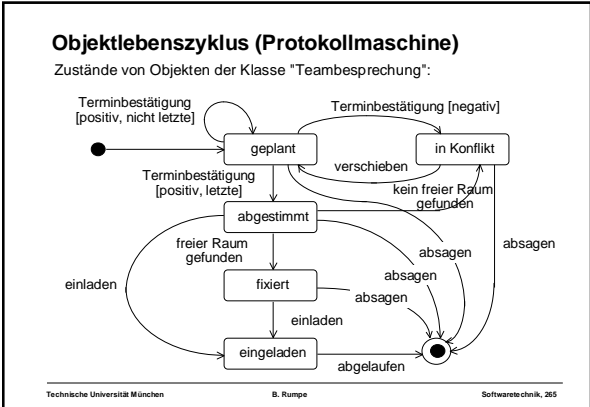 Objektlebenszyklus (Protokollmaschine)
Zustände von Objekten der Klasse "Teambesprechung":
Terminbestätigung
[positiv, nicht letzte]
Terminbestätigung [negativ]
geplant
in Konflikt
verschieben
Terminbestätigung
[positiv, letzte]
kein freier Raum
gefunden
abgestimmt
freier Raum
gefunden
absagen
absagen
absagen
einladen
fixiert
absagen
einladen
eingeladen
abgelaufen
Technische Universität München
B. Rumpe
Softwaretechnik, 265